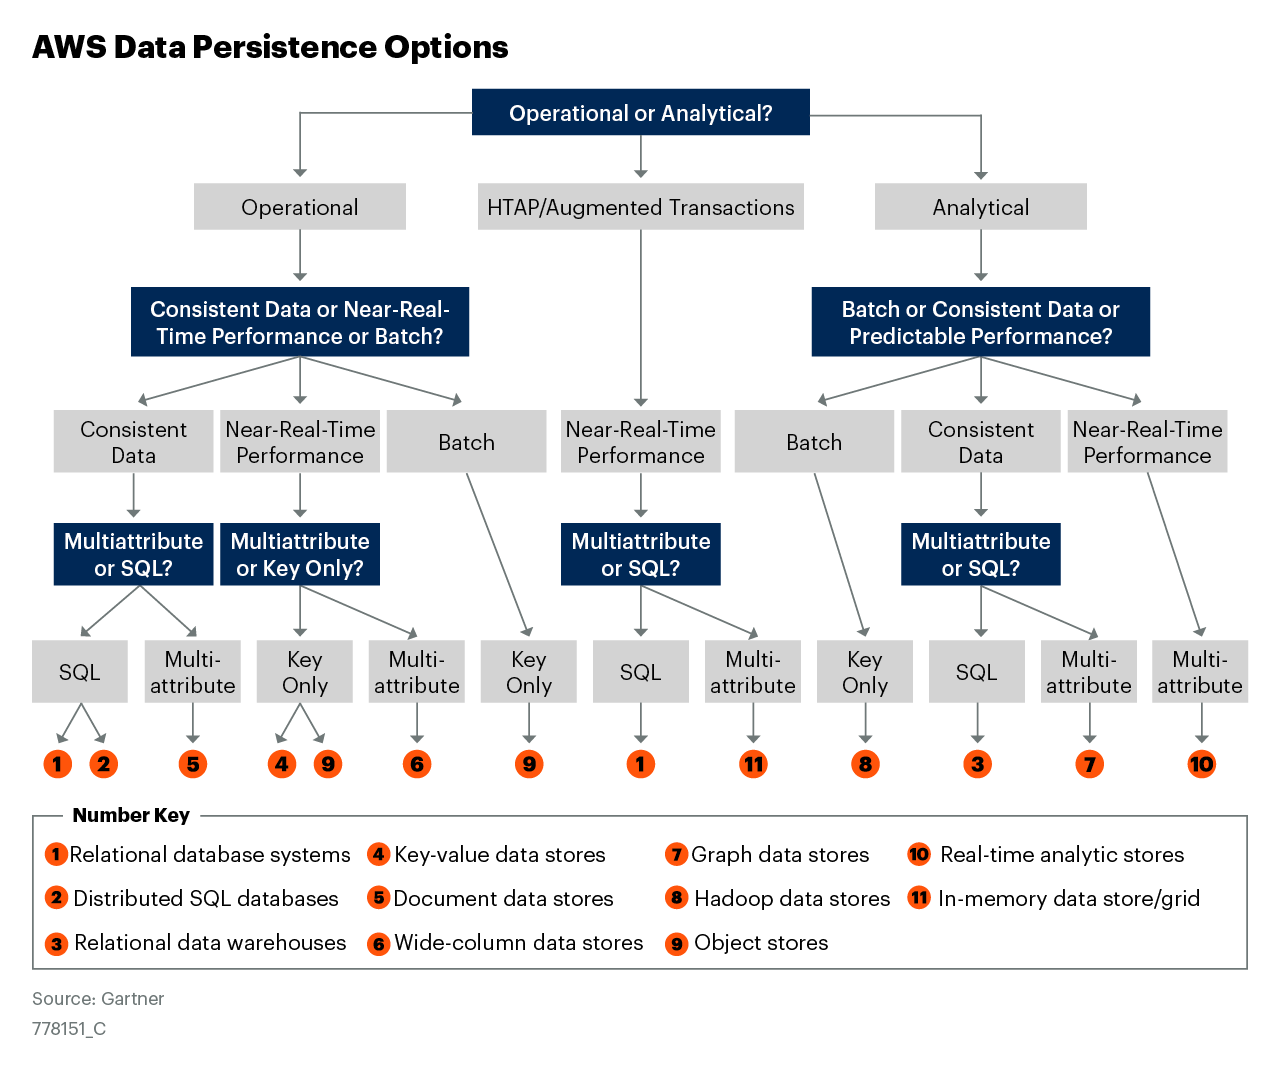 AWS Data Persistence Options
Operational or Analytical?
Operational
HTAP/Augmented Transactions
Analytical
Consistent Data or Near-Real-
Time Performance or Batch?
Batch or Consistent Data or
Predictable Performance?
Consistent
Data
Near-Real-Time
Performance
Batch
Near-Real-Time
Performance
Batch
Consistent
Data
Near-Real-Time
Performance
Multiattribute
or SQL?
Multiattribute
or Key Only?
Multiattribute
or SQL?
Multiattribute
or SQL?
SQL
Multi-
attribute
Key
Only
Multi-
attribute
Key
Only
SQL
Multi-
attribute
Key
Only
SQL
Multi-
attribute
Multi-
attribute
1
2
5
4
9
6
9
1
11
8
3
7
10
Number Key
1 Relational database systems
2 Distributed SQL databases
3 Relational data warehouses
4 Key-value data stores
5 Document data stores
6 Wide-column data stores
7 Graph data stores
8 Hadoop data stores
9 Object stores
10 Real-time analytic stores
11 In-memory data store/grid
Source: Gartner
778151_C